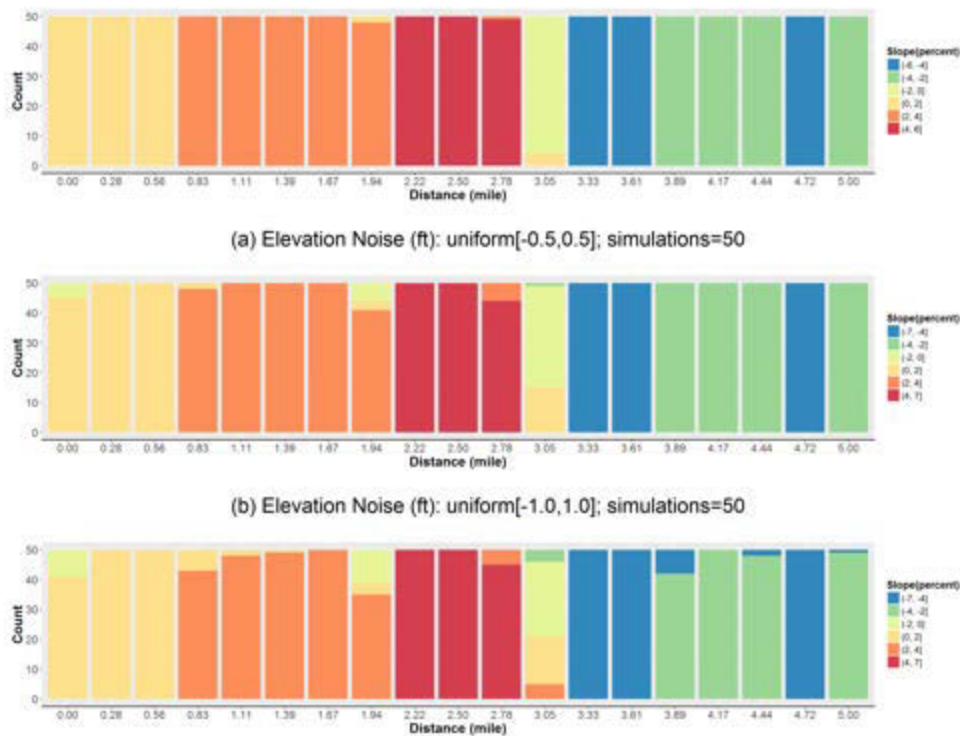 50
40
30
20
10
0
Count
0.00 0.28 0.56 0.83 1.11 1.39 1.67 1.94 2.22 2.50 2.78 3.05 3.33 3.61 3.89 4.17 4.44 4.72 5.00
Distance (mile)
Slope(percent)
(-6, -4]
(-4, -2]
(-2, 0]
(0, 2]
(2, 4]
(4, 6]
(a) Elevation Noise (ft): uniform[-0.5,0.5]; simulations=50
50
40
30
20
10
0
Count
0.00 0.28 0.56 0.83 1.11 1.39 1.67 1.94 2.22 2.50 2.78 3.05 3.33 3.61 3.89 4.17 4.44 4.72 5.00
Distance (mile)
Slope(percent)
(-7, -4]
(-4, -2]
(-2, 0]
(0, 2]
(2, 4]
(4, 7]
(b) Elevation Noise (ft): uniform[-1.0,1.0]; simulations=50
50
40
30
20
10
0
Count
0.00 0.28 0.56 0.83 1.11 1.39 1.67 1.94 2.22 2.50 2.78 3.05 3.33 3.61 3.89 4.17 4.44 4.72 5.00
Distance (mile)
Slope(percent)
(-7, -4]
(-4, -2]
(-2, 0]
(0, 2]
(2, 4]
(4, 7]